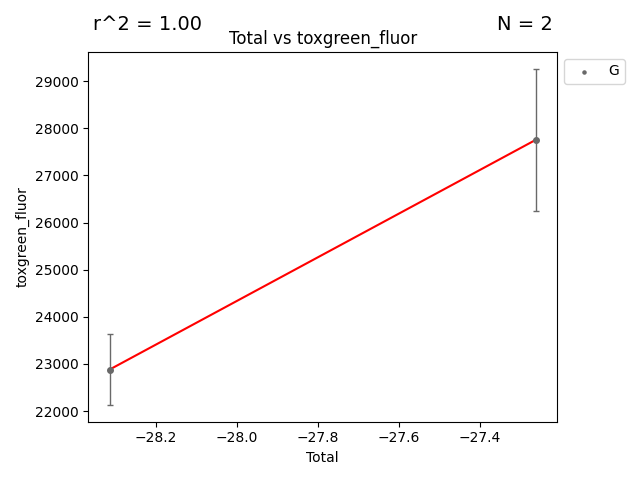 r^2 = 1.00
N = 2
Total vs toxgreen_fluor
G
29000
28000
27000
26000
25000
24000
23000
22000
toxgreen_fluor
−28.2
−28.0
−27.8
−27.6
−27.4
Total